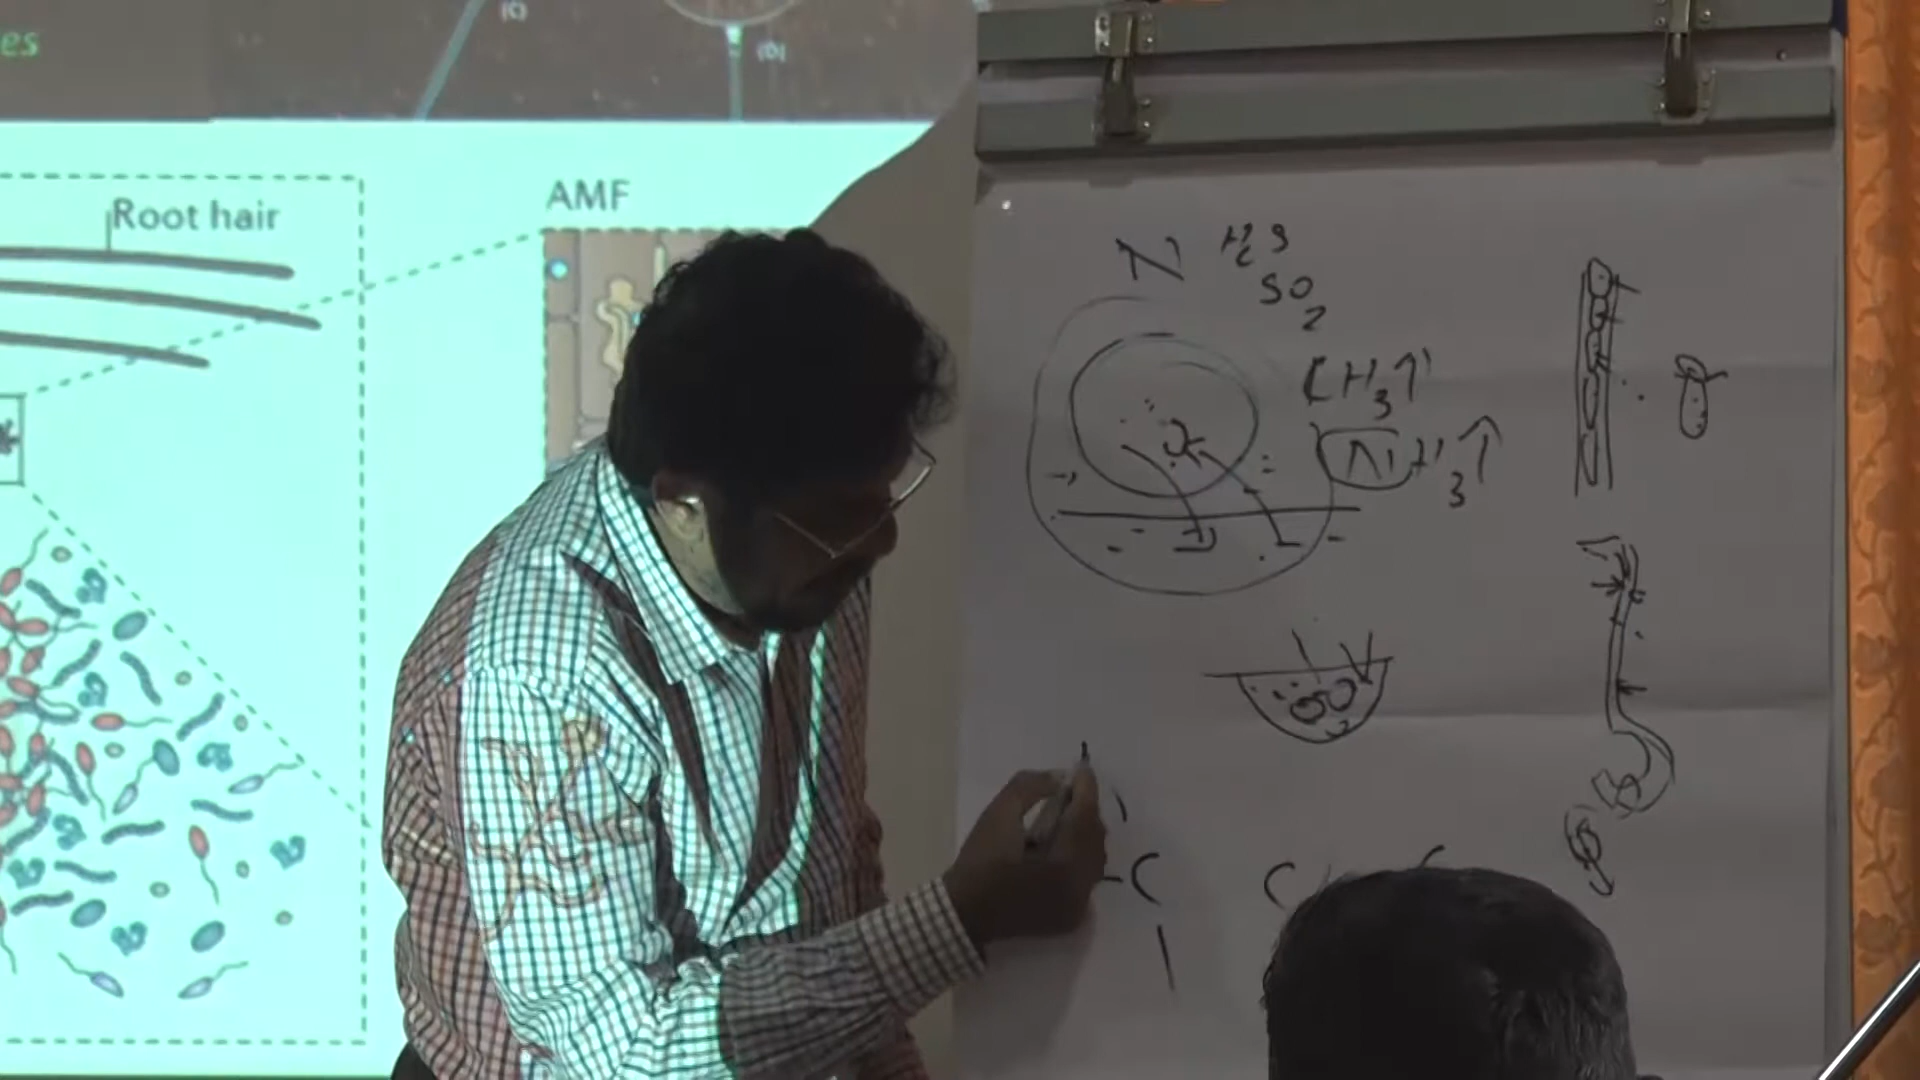 (c)
es
(b)
Root hair
AMF
N
H2S
SO2
CH3↑
NH3↑
C
C